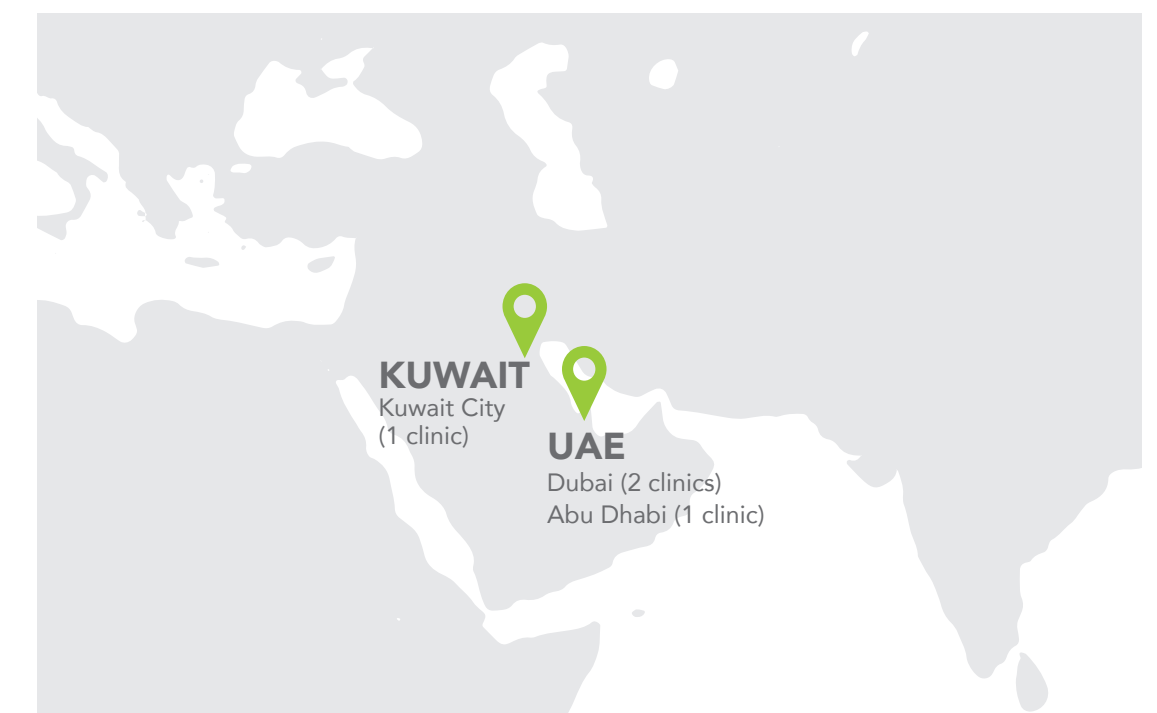 KUWAIT
Kuwait City
(1 clinic)
UAE
Dubai (2 clinics)
Abu Dhabi (1 clinic)